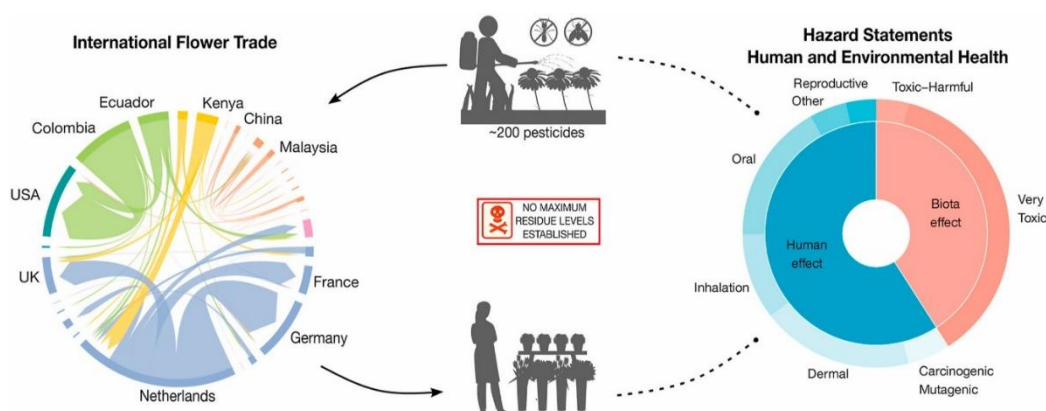 International Flower Trade
Ecuador
Kenya
Colombia
China
Malaysia
USA
UK
France
Germany
Netherlands
~200 pesticides
NO MAXIMUM
RESIDUE LEVELS
ESTABLISHED
Hazard Statements
Human and Environmental Health
Reproductive
Other
Toxic–Harmful
Oral
Very
Toxic
Biota
effect
Human
effect
Inhalation
Dermal
Carcinogenic
Mutagenic